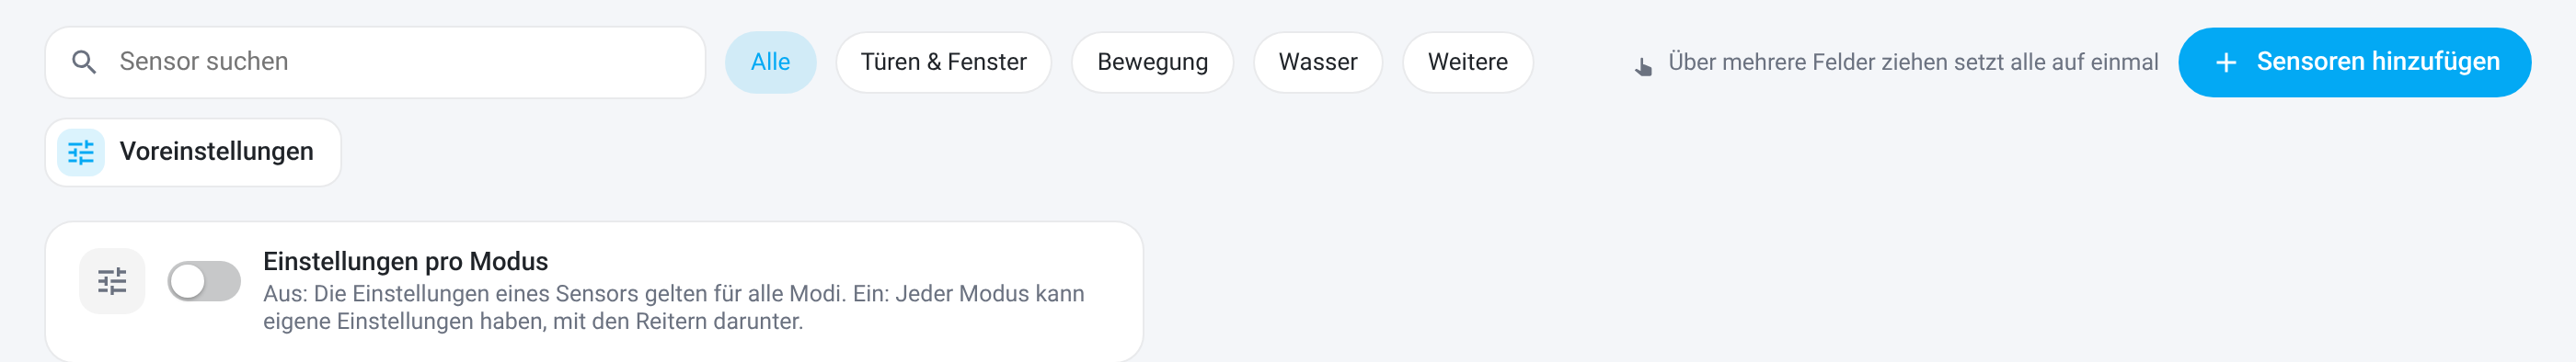 Sensor suchen
Alle
Türen & Fenster
Bewegung
Wasser
Weitere
Über mehrere Felder ziehen setzt alle auf einmal
+ Sensoren hinzufügen
Voreinstellungen
Einstellungen pro Modus
Aus: Die Einstellungen eines Sensors gelten für alle Modi. Ein: Jeder Modus kann
eigene Einstellungen haben, mit den Reitern darunter.